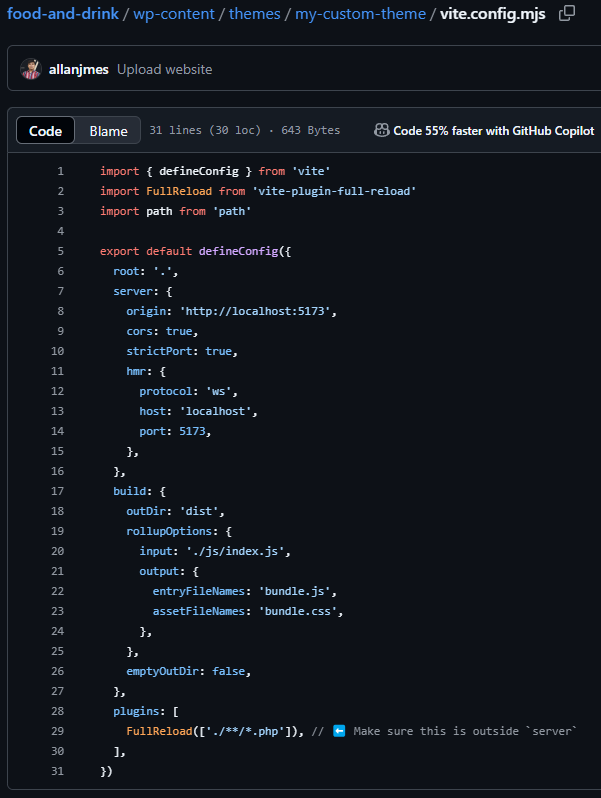 food-and-drink / wp-content / themes / my-custom-theme / vite.config.mjs
allanjmes Upload website
Code Blame 31 lines (30 loc) · 643 Bytes Code 55% faster with GitHub Copilot
1 import { defineConfig } from 'vite'
2 import FullReload from 'vite-plugin-full-reload'
3 import path from 'path'
4
5 export default defineConfig({
6   root: '.',
7   server: {
8     origin: 'http://localhost:5173',
9     cors: true,
10     strictPort: true,
11     hmr: {
12       protocol: 'ws',
13       host: 'localhost',
14       port: 5173,
15     },
16   },
17   build: {
18     outDir: 'dist',
19     rollupOptions: {
20       input: './js/index.js',
21       output: {
22         entryFileNames: 'bundle.js',
23         assetFileNames: 'bundle.css',
24       },
25     },
26     emptyOutDir: false,
27   },
28   plugins: [
29     FullReload(['./**/*.php']), // ⬅️ Make sure this is outside `server`
30   ],
31 })